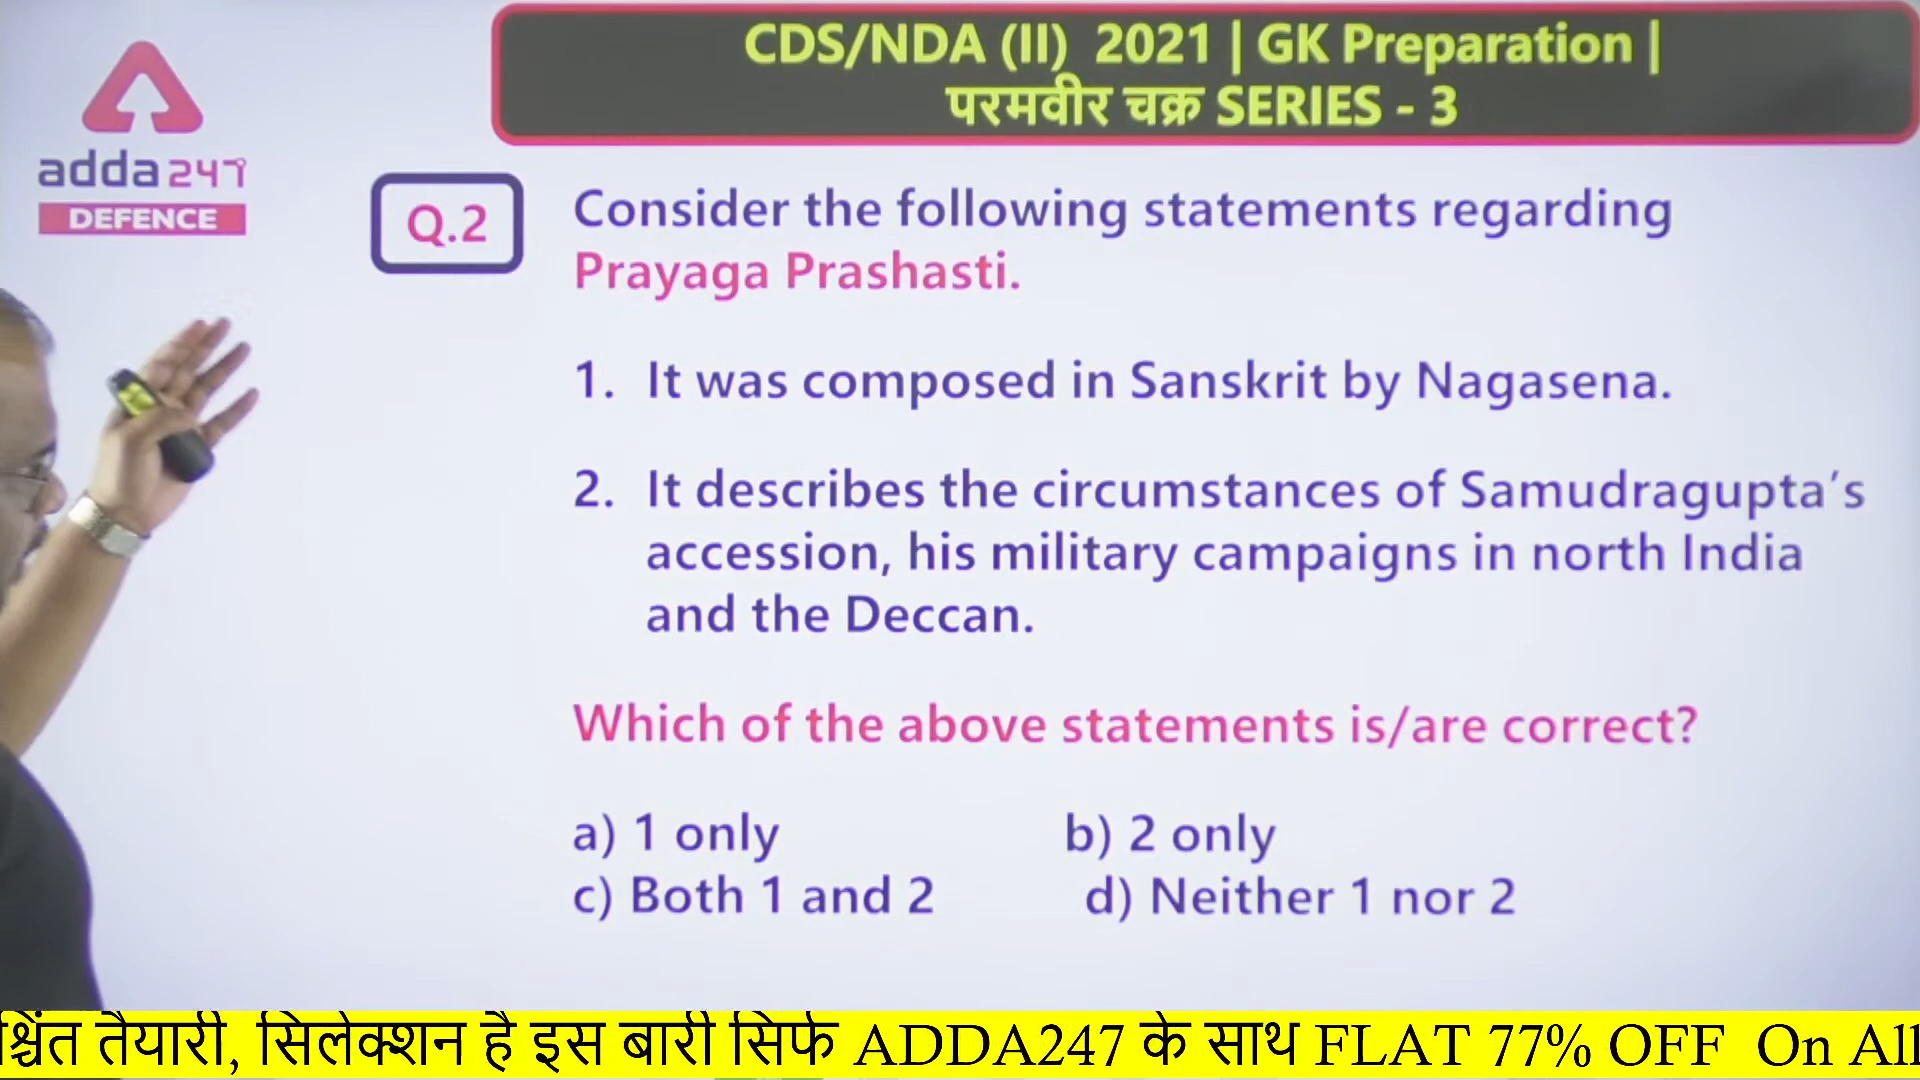 CDS/NDA (II) 2021 | GK Preparation |
परमवीर चक्र SERIES - 3
adda247
DEFENCE
Q.2
Consider the following statements regarding
Prayaga Prashasti.
1. It was composed in Sanskrit by Nagasena.
2. It describes the circumstances of Samudragupta’s
accession, his military campaigns in north India
and the Deccan.
Which of the above statements is/are correct?
a) 1 only b) 2 only
c) Both 1 and 2 d) Neither 1 nor 2
तैयारी, सिलेक्शन है इस बारी सिर्फ ADDA247 के साथ FLAT 77% OFF On All